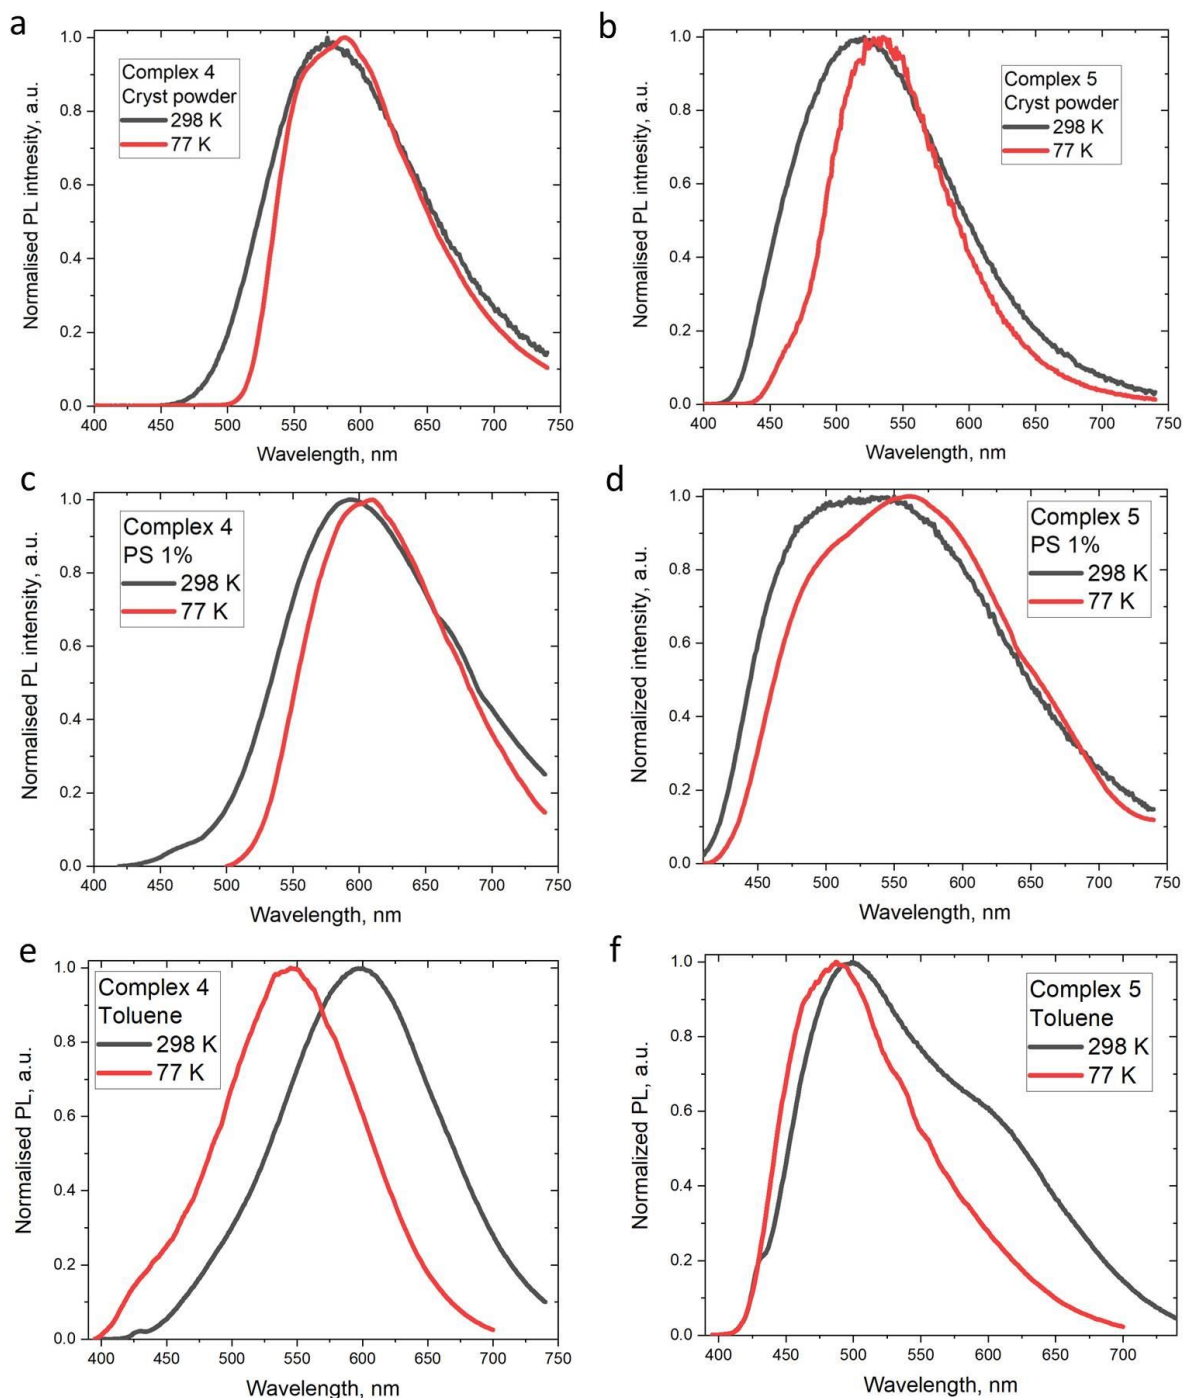 a
Normalised PL intnesity, a.u.
1.0
0.8
0.6
0.4
0.2
0.0
Complex 4
Cryst powder
298 K
77 K
400 450 500 550 600 650 700 750
Wavelength, nm
b
Normalised PL intnesity, a.u.
1.0
0.8
0.6
0.4
0.2
0.0
Complex 5
Cryst powder
298 K
77 K
400 450 500 550 600 650 700 750
Wavelength, nm
c
Normalised PL intensity, a.u.
1.0
0.8
0.6
0.4
0.2
0.0
Complex 4
PS 1%
298 K
77 K
400 450 500 550 600 650 700 750
Wavelength, nm
d
Normalized intensity, a.u.
1.0
0.8
0.6
0.4
0.2
0.0
Complex 5
PS 1%
298 K
77 K
450 500 550 600 650 700 750
Wavelength, nm
e
Normalised PL, a.u.
1.0
0.8
0.6
0.4
0.2
0.0
Complex 4
Toluene
298 K
77 K
400 450 500 550 600 650 700 750
Wavelength, nm
f
Normalized PL, a.u.
1.0
0.8
0.6
0.4
0.2
0.0
Complex 5
Toluene
298 K
77 K
400 450 500 550 600 650 700
Wavelength, nm